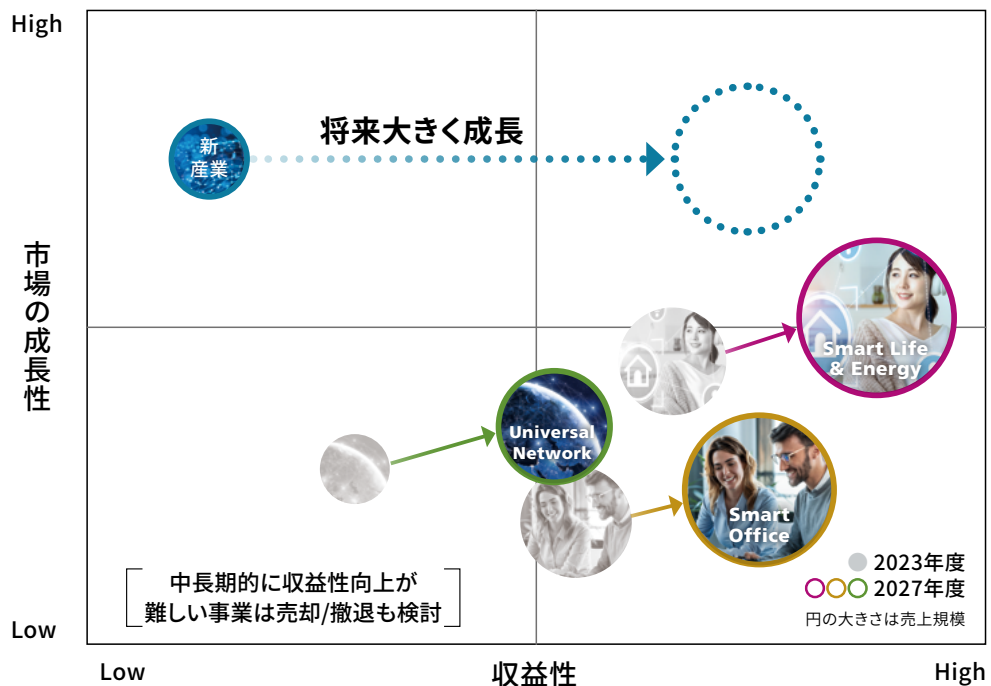 High
将来大きく成長
新
産業
市場の成長性
Smart Life
& Energy
Universal
Network
Smart
Office
中長期的に収益性向上が
難しい事業は売却/撤退も検討
2023年度
2027年度
円の大きさは売上規模
Low
Low
収益性
High